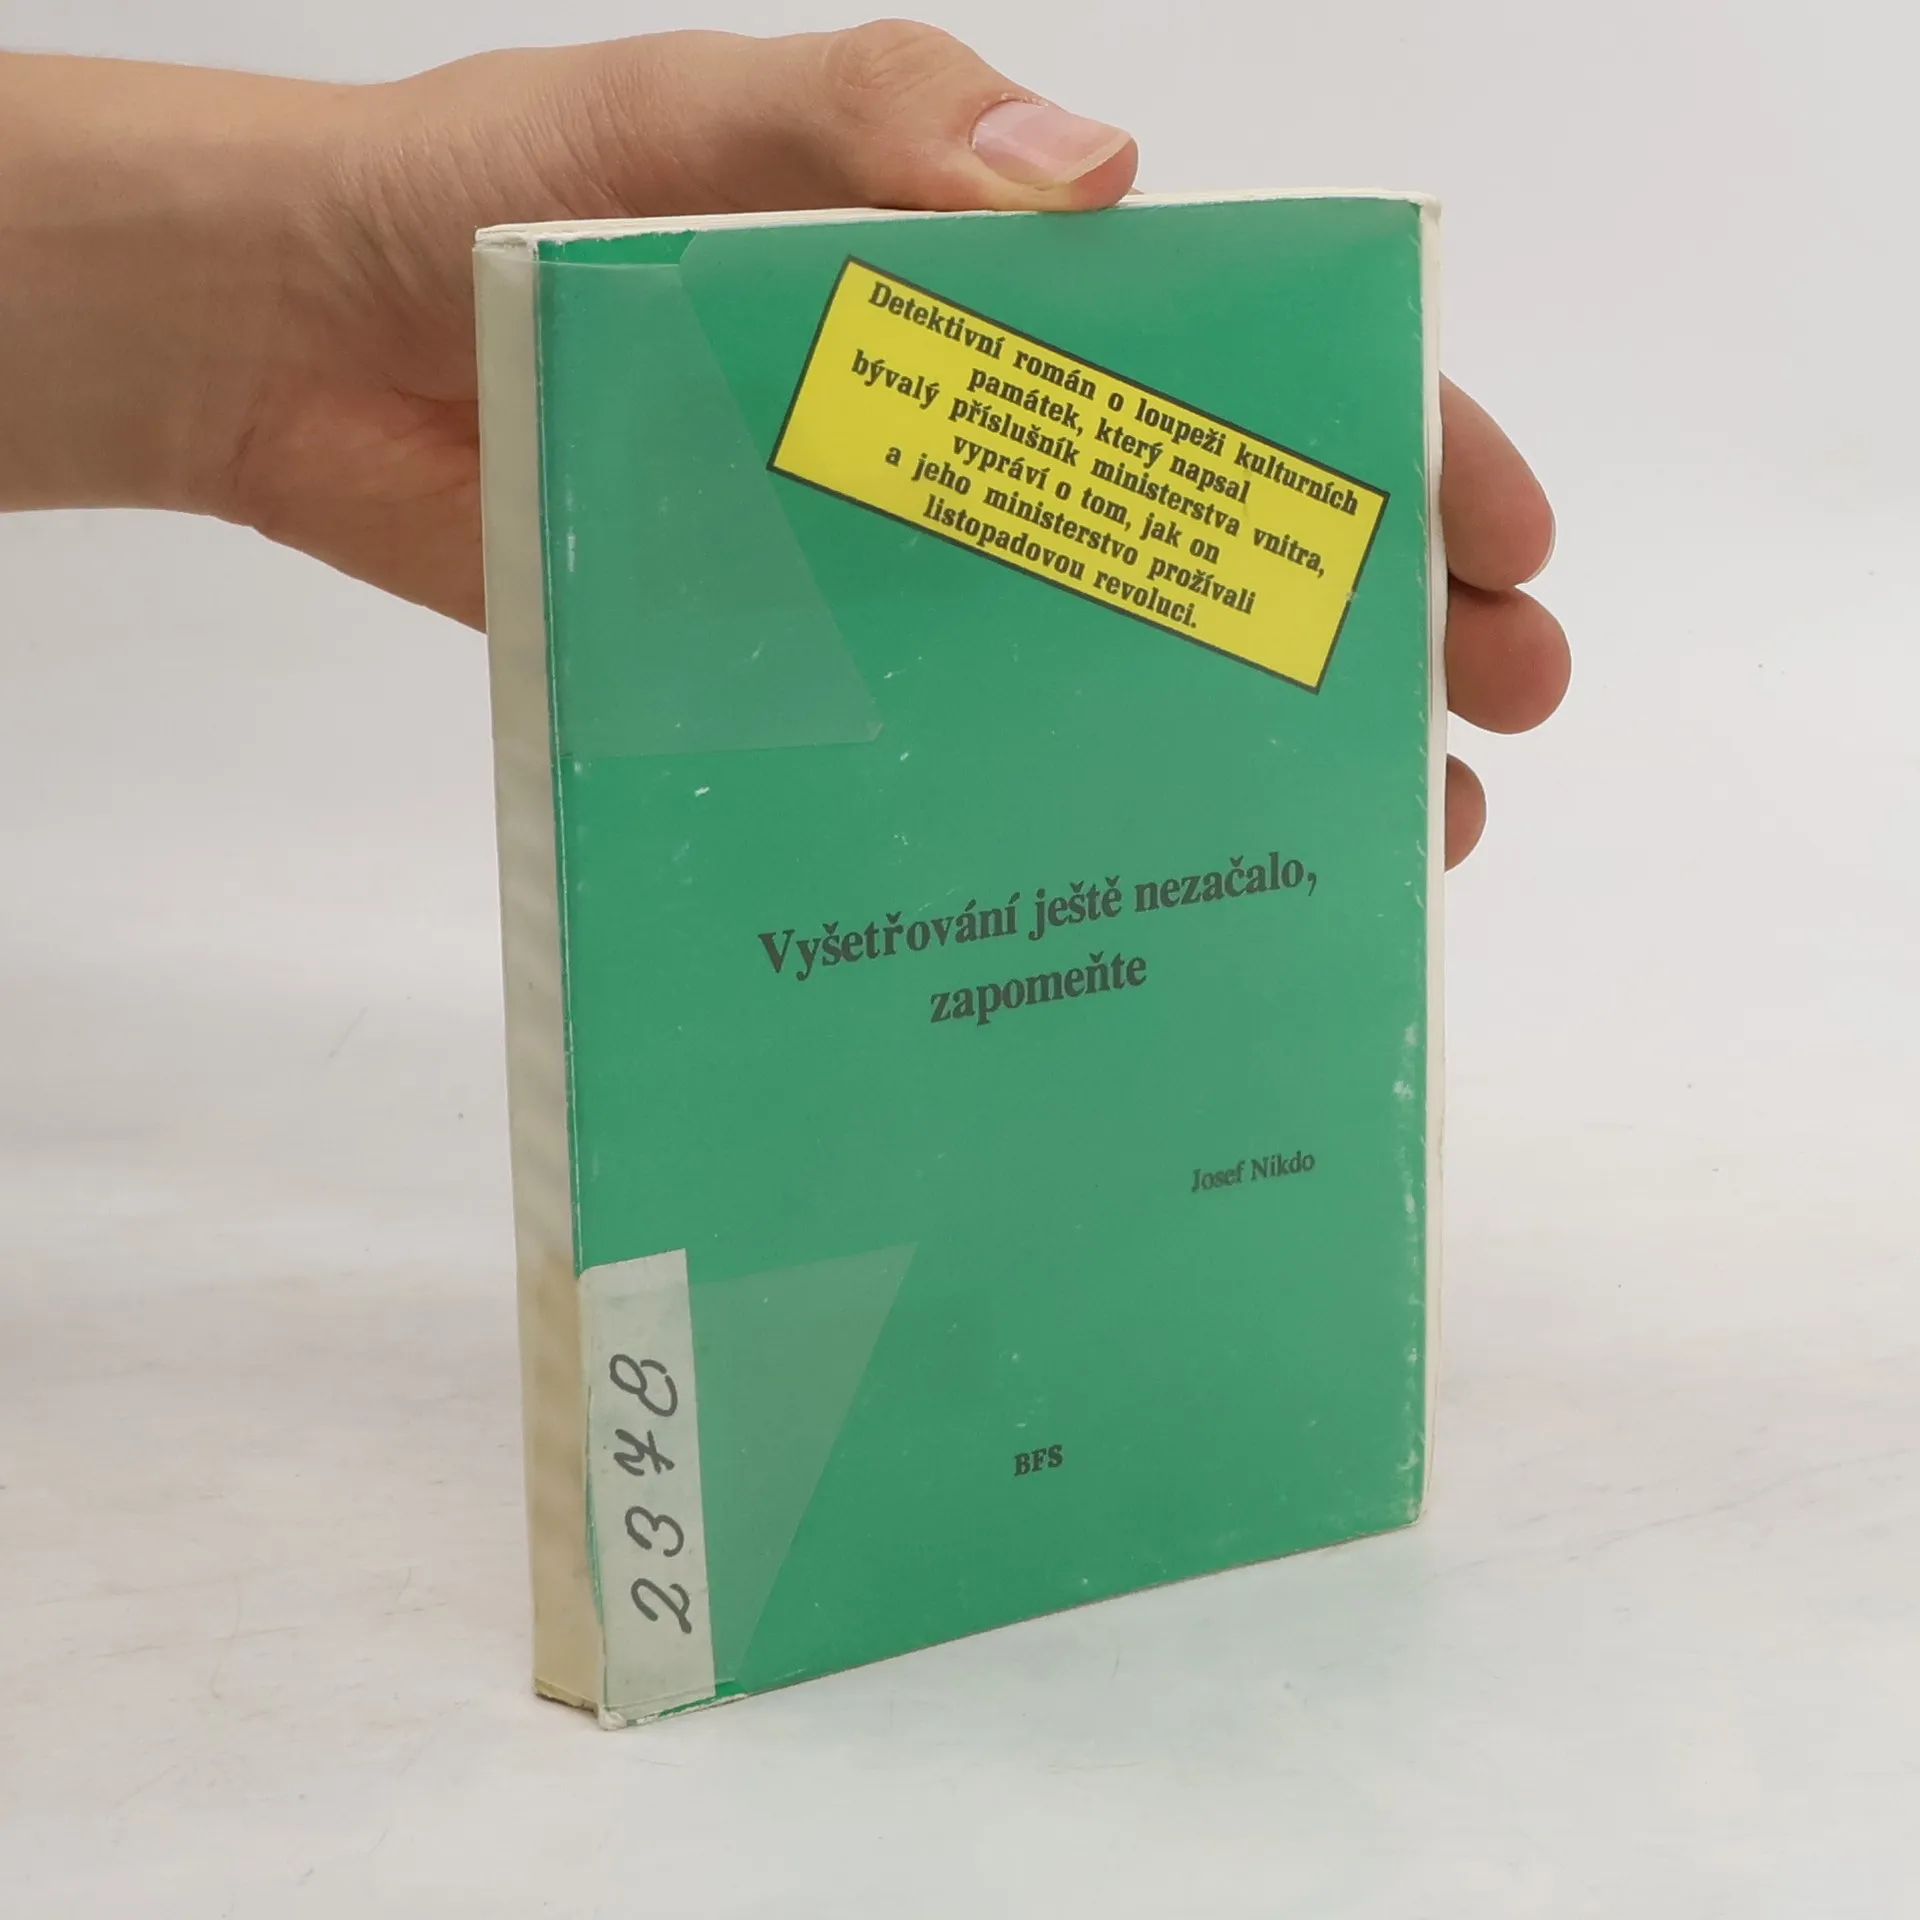 Detektivní román o loupeži kulturních
památek, který napsal
bývalý příslušník ministerstva vnitra,
vypráví o tom, jak on
a jeho ministerstvo prožívali
listopadovou revoluci.
Vyšetřování ještě nezačalo,
zapomeňte
Josef Nikdo
BFS
2378